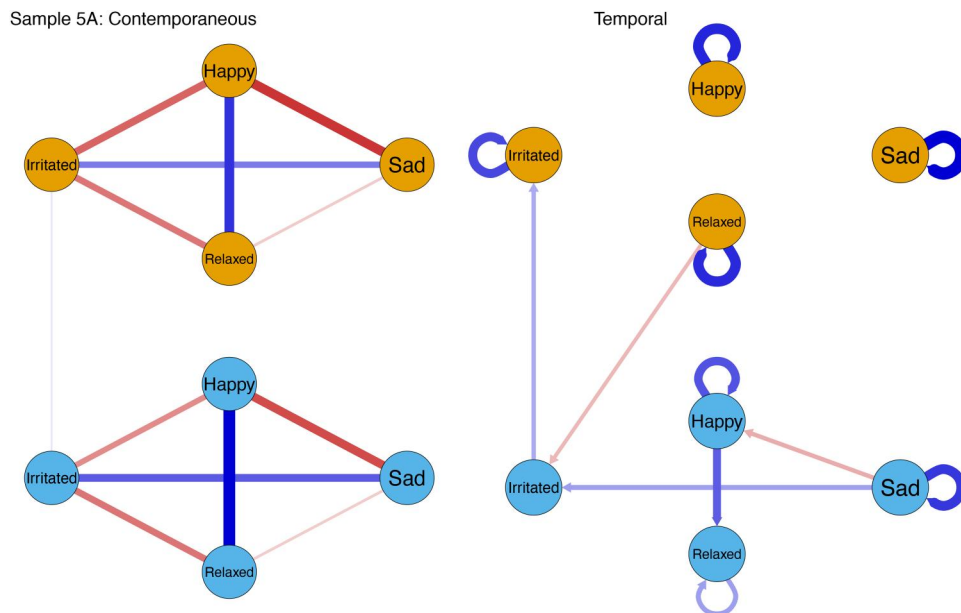 Sample 5A: Contemporaneous
Temporal
Happy
Irritated
Sad
Relaxed
Happy
Irritated
Sad
Relaxed
Happy
Irritated
Sad
Relaxed
Happy
Irritated
Sad
Relaxed